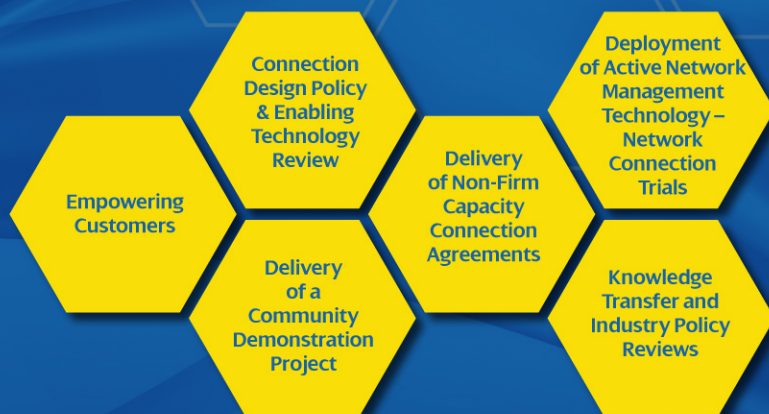 Empowering
Customers
Connection
Design Policy
& Enabling
Technology
Review
Delivery
of a
Community
Demonstration
Project
Delivery
of Non-Firm
Capacity
Connection
Agreements
Deployment
of Active Network
Management
Technology –
Network
Connection
Trials
Knowledge
Transfer and
Industry Policy
Reviews